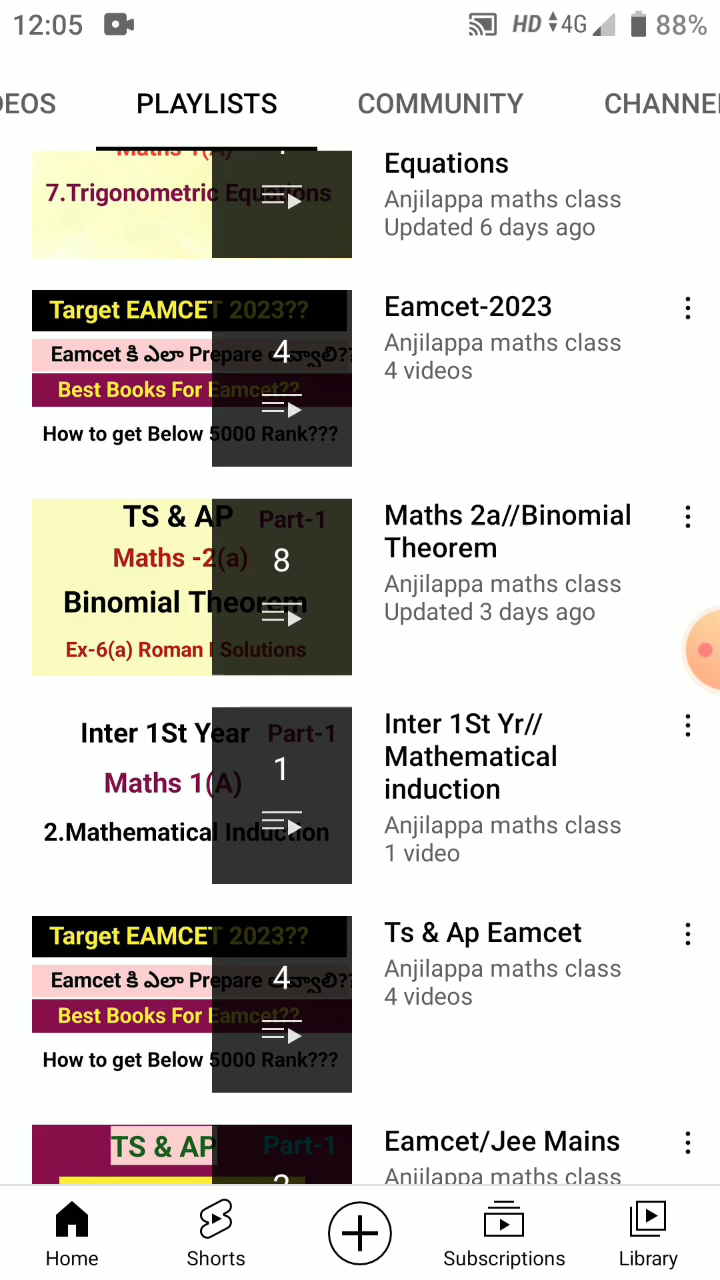 12:05
HD 4G 88%
DEOS PLAYLISTS COMMUNITY CHANNE
Maths 1(A)
7.Trigonometric Equations
Equations
Anjilappa maths class
Updated 6 days ago
Target EAMCET 2023??
Eamcet కి ఎలా Prepare అవ్వాలి??
Best Books For Eamcet??
How to get Below 5000 Rank???
4
Eamcet-2023
Anjilappa maths class
4 videos
TS & AP Part-1
Maths -2(a)
Binomial Theorem
Ex-6(a) Roman I Solutions
8
Maths 2a//Binomial
Theorem
Anjilappa maths class
Updated 3 days ago
Inter 1St Year Part-1
Maths 1(A)
2.Mathematical Induction
1
Inter 1St Yr//
Mathematical
induction
Anjilappa maths class
1 video
Target EAMCET 2023??
Eamcet కి ఎలా Prepare అవ్వాలి??
Best Books For Eamcet??
How to get Below 5000 Rank???
4
Ts & Ap Eamcet
Anjilappa maths class
4 videos
TS & AP Part-1
Eamcet/Jee Mains
Anjilappa maths class
Home Shorts Subscriptions Library